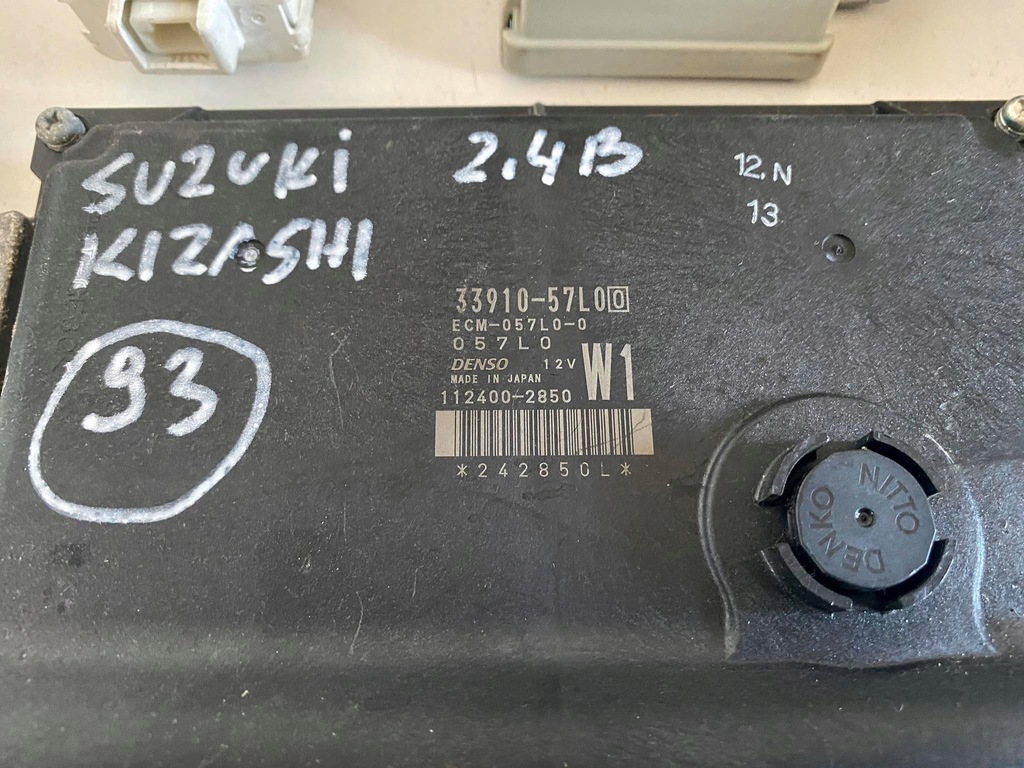 SUZUKi 2.4B
KIZASHI
93
12.N
13
33910-57L00
ECM-057L0-0
057L0
DENSO 12V
MADE IN JAPAN
W1
112400-2850
*242850L*
NITTO
DENKO